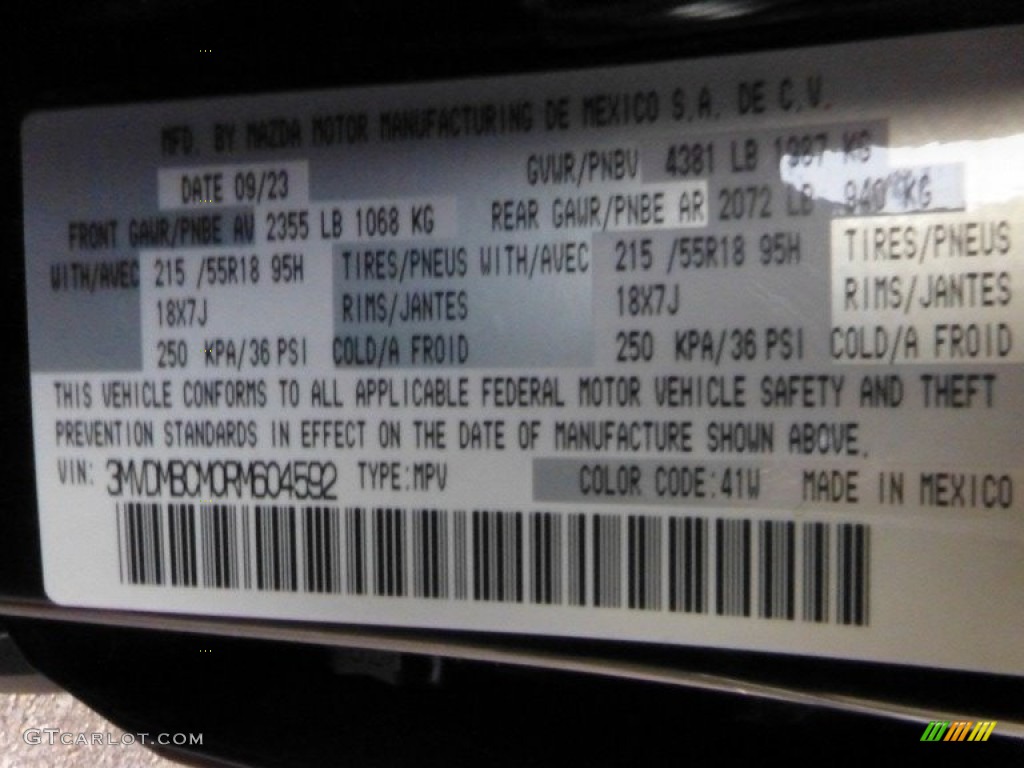 MFD. BY MAZDA MOTOR MANUFACTURING DE MEXICO S.A. DE C.V.
DATE 09/23 GVWR/PNBV 4381 LB 1987 KG
FRONT GAWR/PNBE AV 2355 LB 1068 KG REAR GAWR/PNBE AR 2072 LB 940 KG
WITH/AVEC 215 /55R18 95H TIRES/PNEUS WITH/AVEC 215 /55R18 95H TIRES/PNEUS
18X7J RIMS/JANTES 18X7J RIMS/JANTES
250 KPA/36 PSI COLD/A FROID 250 KPA/36 PSI COLD/A FROID
THIS VEHICLE CONFORMS TO ALL APPLICABLE FEDERAL MOTOR VEHICLE SAFETY AND THEFT
PREVENTION STANDARDS IN EFFECT ON THE DATE OF MANUFACTURE SHOWN ABOVE.
VIN: 3MVDMBCM0RM604592 TYPE:MPV COLOR CODE:41W MADE IN MEXICO
GTCARLOT.COM